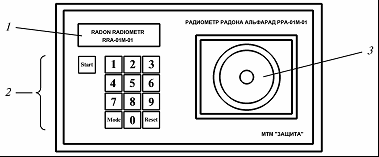 1
RADON RADIOMETR
RRA-01M-01
РАДИОМЕТР РАДОНА АЛЬФАРАД РРА-01М-01
Start
1 2 3
4 5 6
7 8 9
Mode 0 Reset
2
3
МТМ "ЗАЩИТА"